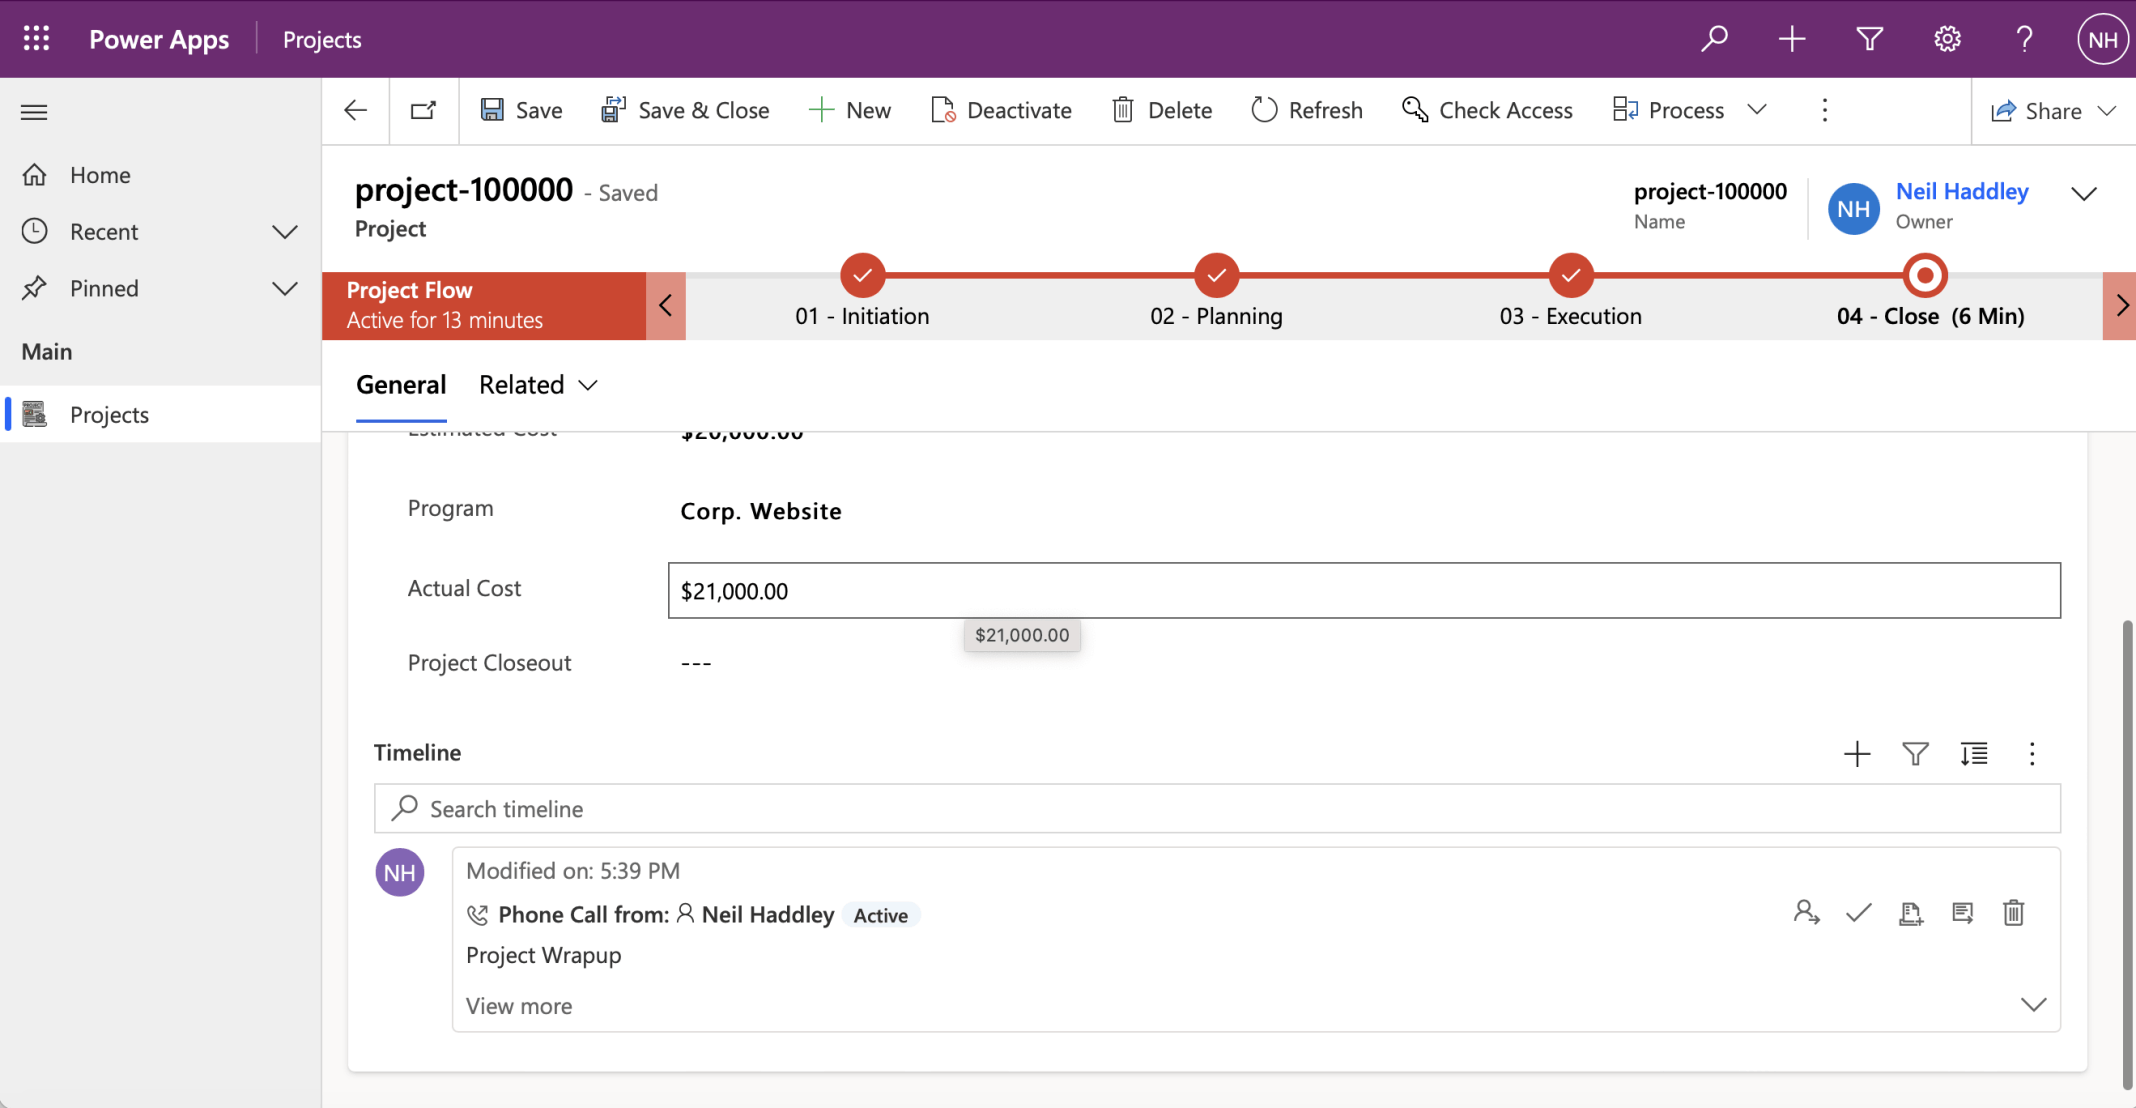 Power Apps
Projects
NH
Save
Save & Close
New
Deactivate
Delete
Refresh
Check Access
Process
Share
Home
Recent
Pinned
Main
Projects
project-100000 - Saved
Project
project-100000
Name
NH
Neil Haddley
Owner
Project Flow
Active for 13 minutes
01 - Initiation
02 - Planning
03 - Execution
04 - Close (6 Min)
General
Related
Estimated Cost
$20,000.00
Program
Corp. Website
Actual Cost
$21,000.00
$21,000.00
Project Closeout
---
Timeline
Search timeline
NH
Modified on: 5:39 PM
Phone Call from: Neil Haddley Active
Project Wrapup
View more